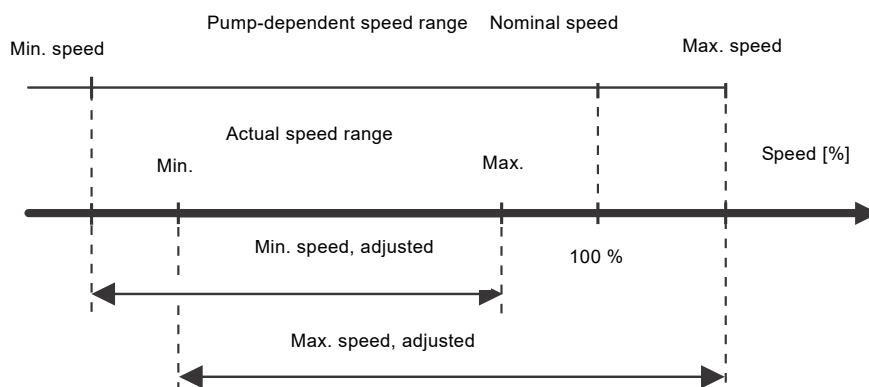 Pump-dependent speed range
Nominal speed
Min. speed
Max. speed
Actual speed range
Min.
Max.
Speed [%]
Min. speed, adjusted
100 %
Max. speed, adjusted